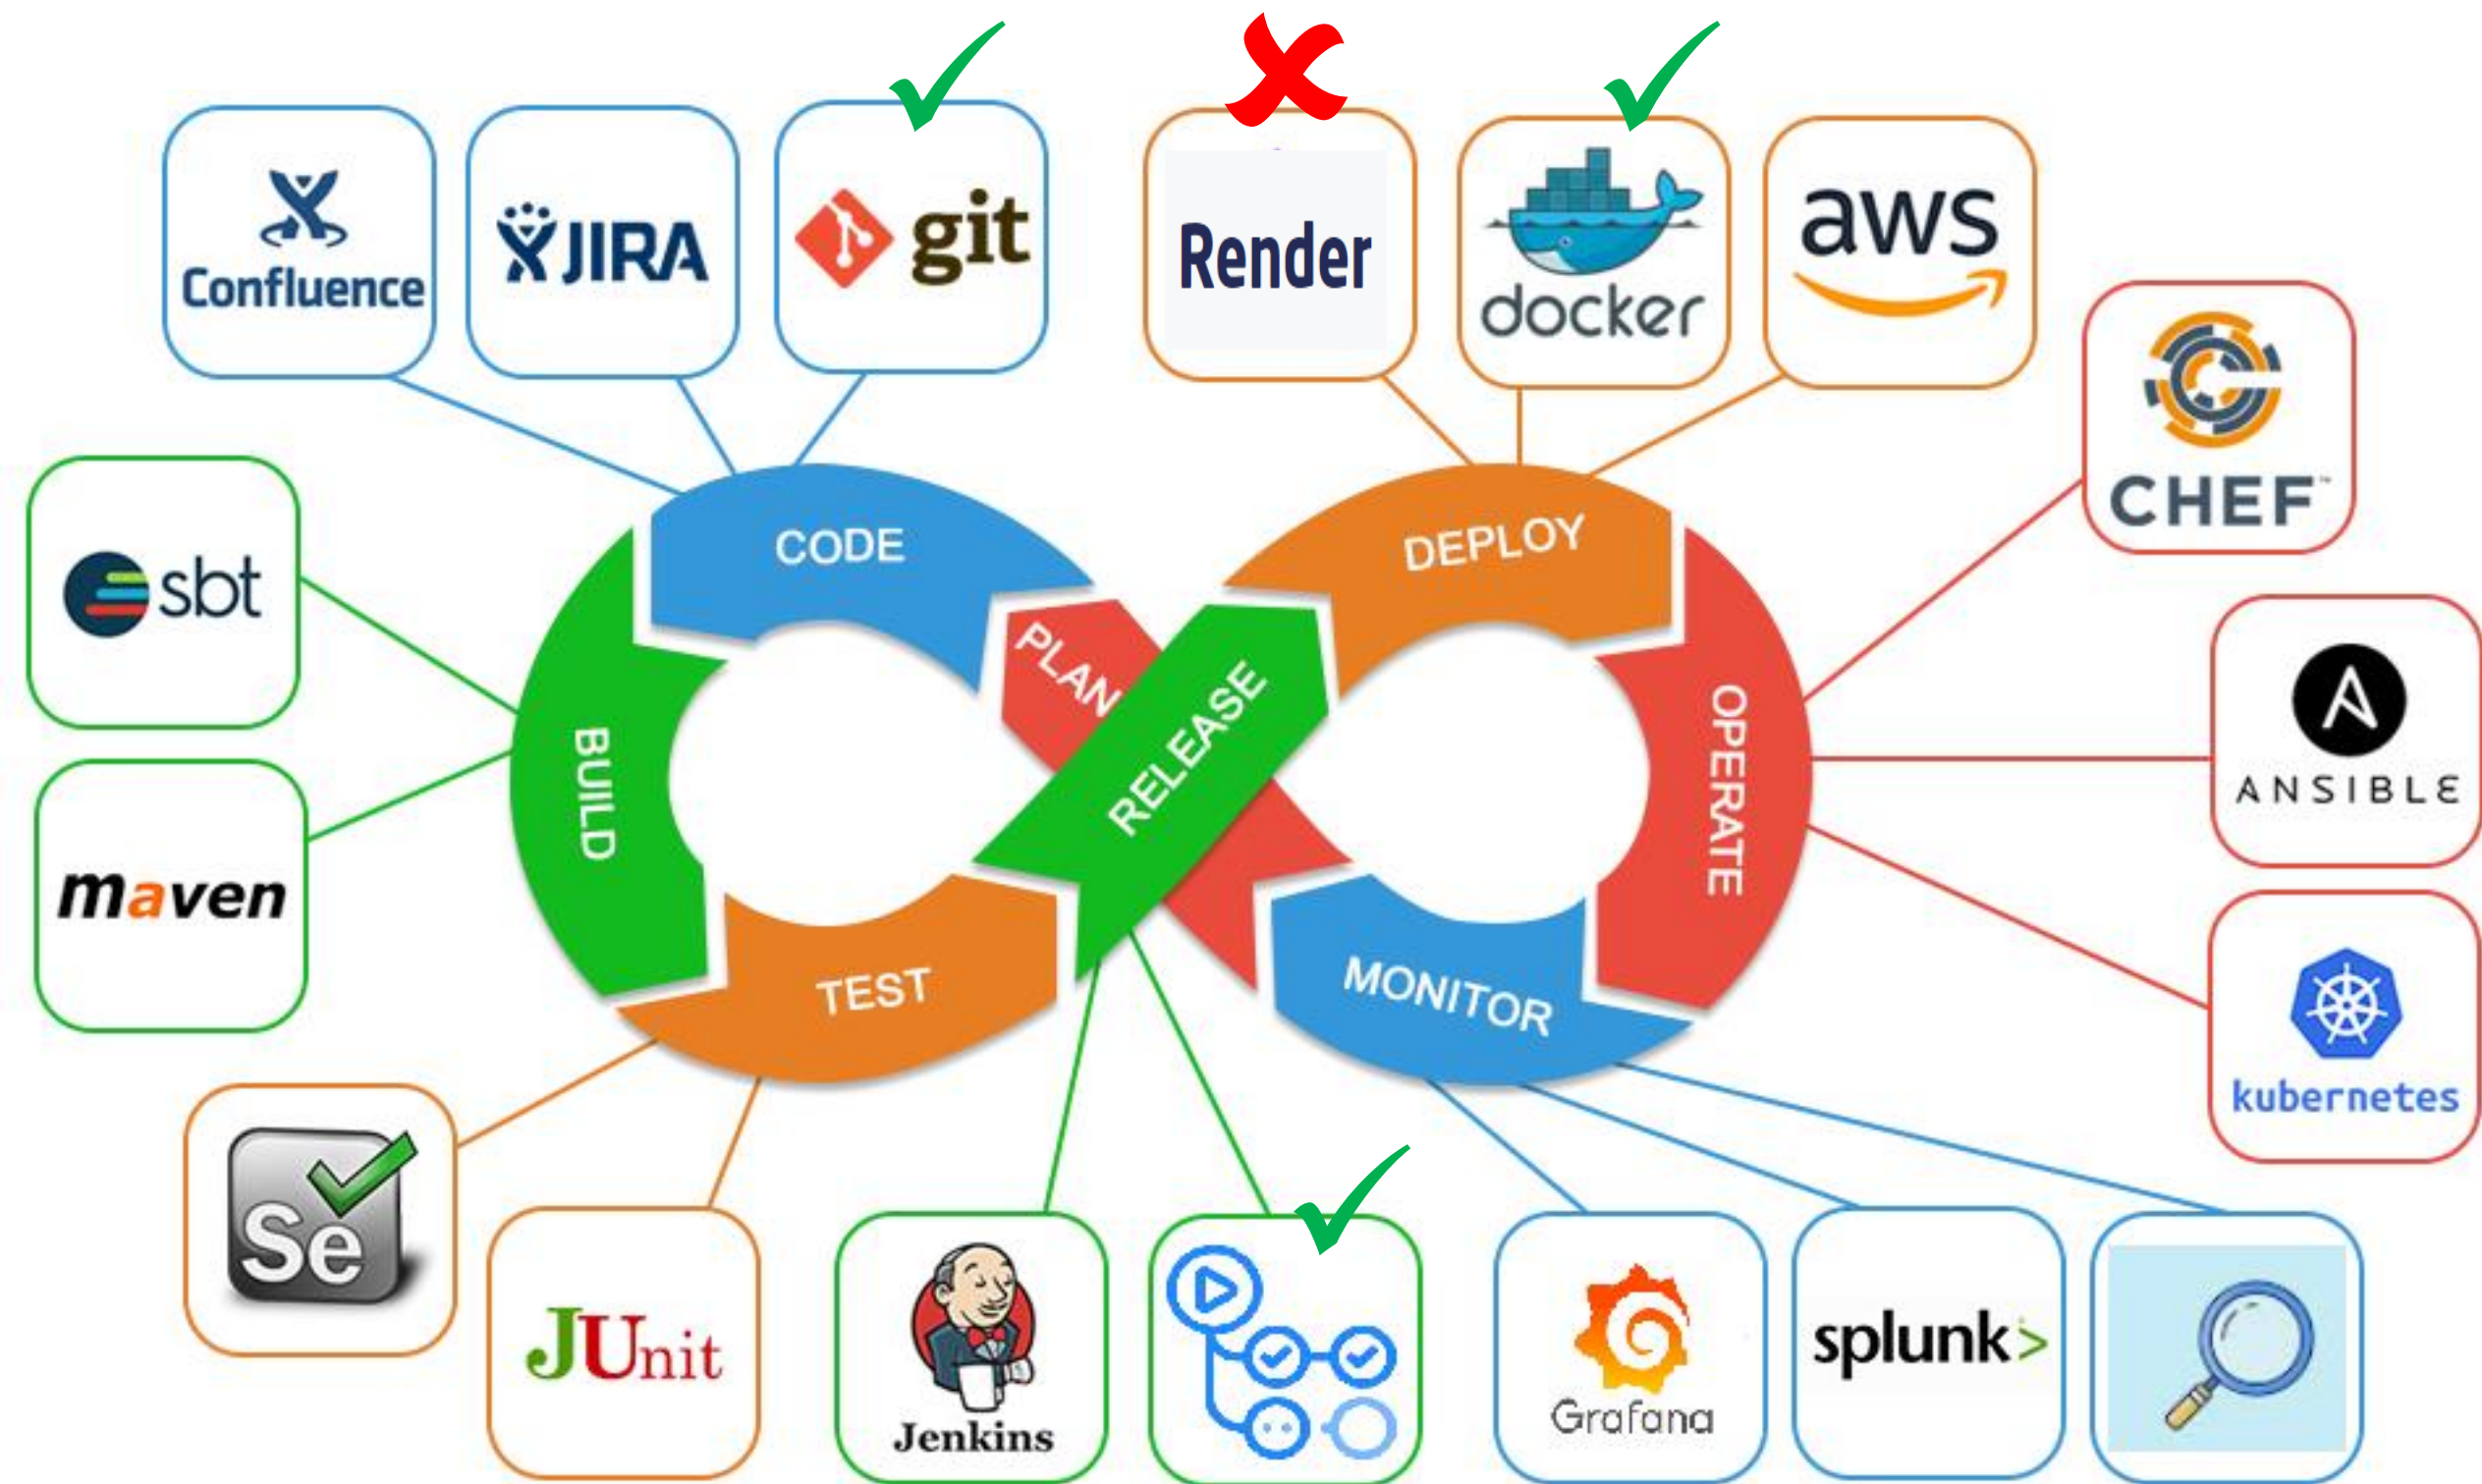 Confluence
JIRA
git
Render
docker
aws
CHEF™
sbt
CODE
DEPLOY
PLAN
RELEASE
BUILD
OPERATE
ANSIBLE
maven
TEST
MONITOR
kubernetes
Se
JUnit
Jenkins
Grafana
splunk>